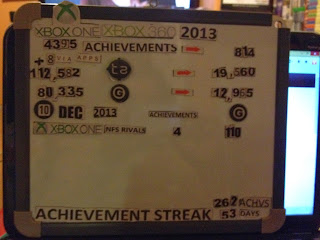 XBOX ONE XBOX 360 2013
4395 ACHIEVEMENTS 814
+ 8 VIA APPS
112,582 ta 19,560
80 335 G 12,965
10 DEC 2013 ACHIEVEMENTS G
XBOX ONE NFS RIVALS 4 110
262 ACHVS
ACHIEVEMENT STREAK 53 DAYS